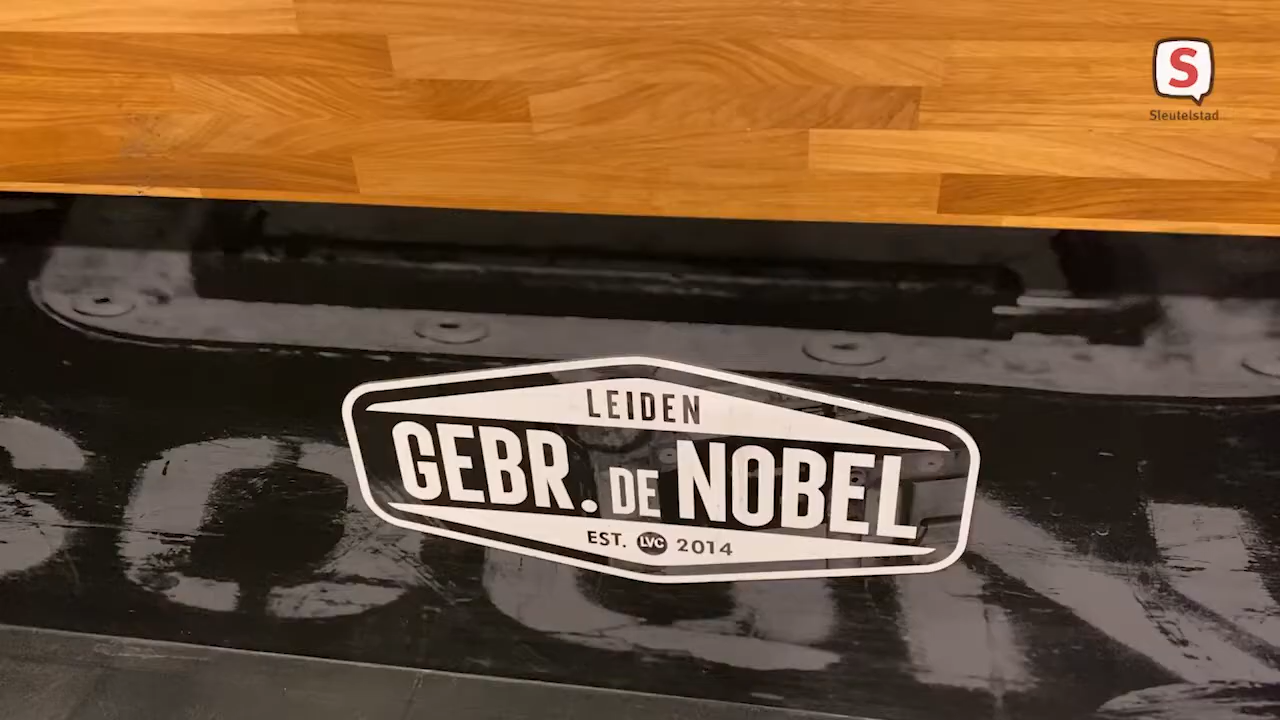 S
Sleutelstad
LEIDEN
GEBR. DE NOBEL
EST. LVC 2014